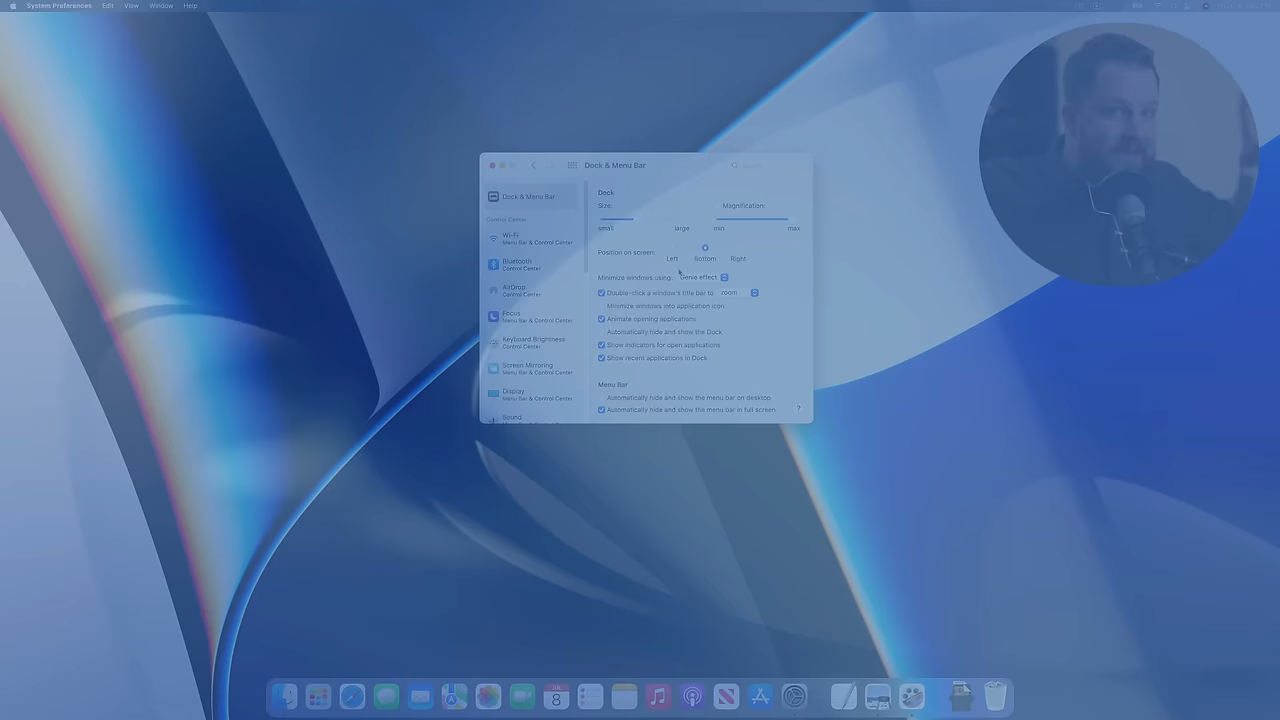 System Preferences Edit View Window Help
Dock & Menu Bar
Dock & Menu Bar
Control Center
Wi-Fi
Menu Bar & Control Center
Bluetooth
Control Center
AirDrop
Control Center
Focus
Menu Bar & Control Center
Keyboard Brightness
Control Center
Screen Mirroring
Menu Bar & Control Center
Display
Menu Bar & Control Center
Sound
Dock
Size:
Magnification:
small
large
min
max
Position on screen:
Left
Bottom
Right
Minimize windows using: Genie effect
Double-click a window's title bar to zoom
Minimize windows into application icon
Animate opening applications
Automatically hide and show the Dock
Show indicators for open applications
Show recent applications in Dock
Menu Bar
Automatically hide and show the menu bar on desktop
Automatically hide and show the menu bar in full screen
?
8